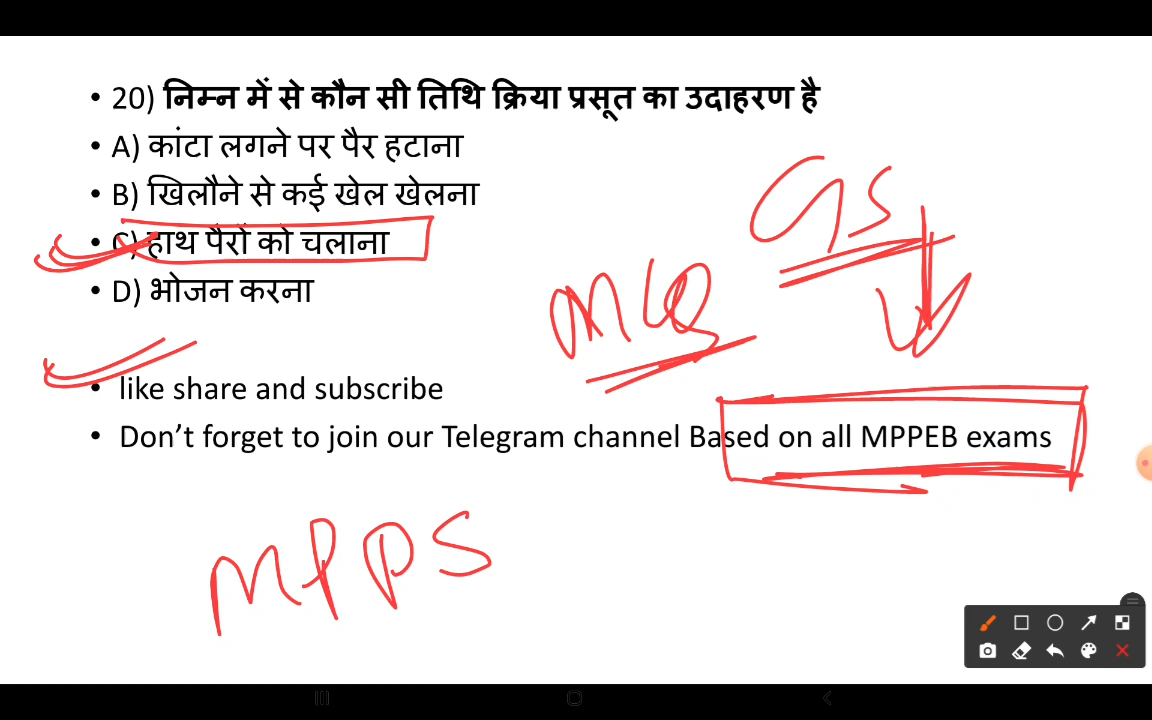 • 20) निम्न में से कौन सी तिथि क्रिया प्रसूत का उदाहरण है
• A) कांटा लगने पर पैर हटाना
• B) खिलौने से कई खेल खेलना
• C) हाथ पैरों को चलाना
• D) भोजन करना
GS
MCQ
• like share and subscribe
• Don’t forget to join our Telegram channel Based on all MPPEB exams
MPPS